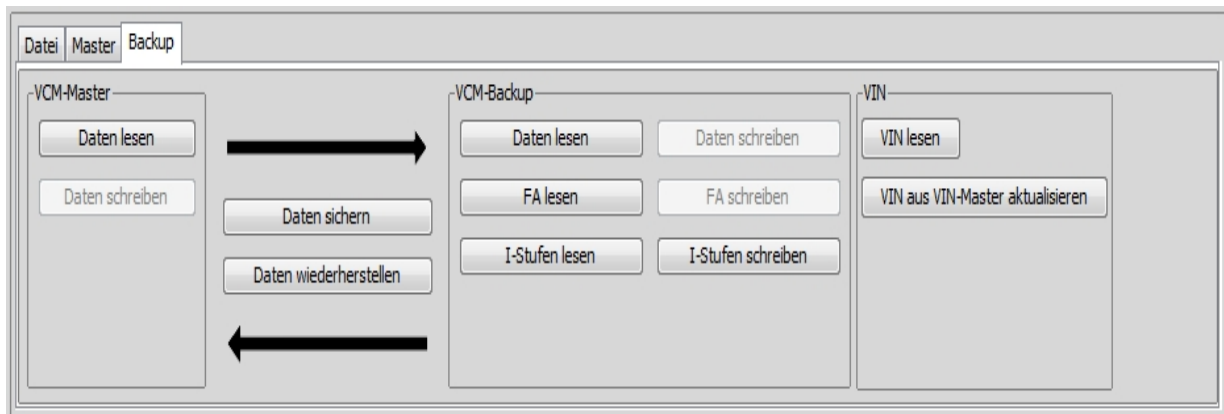 Datei Master Backup
VCM-Master
Daten lesen
Daten schreiben
Daten sichern
Daten wiederherstellen
VCM-Backup
Daten lesen Daten schreiben
FA lesen FA schreiben
I-Stufen lesen I-Stufen schreiben
VIN
VIN lesen
VIN aus VIN-Master aktualisieren